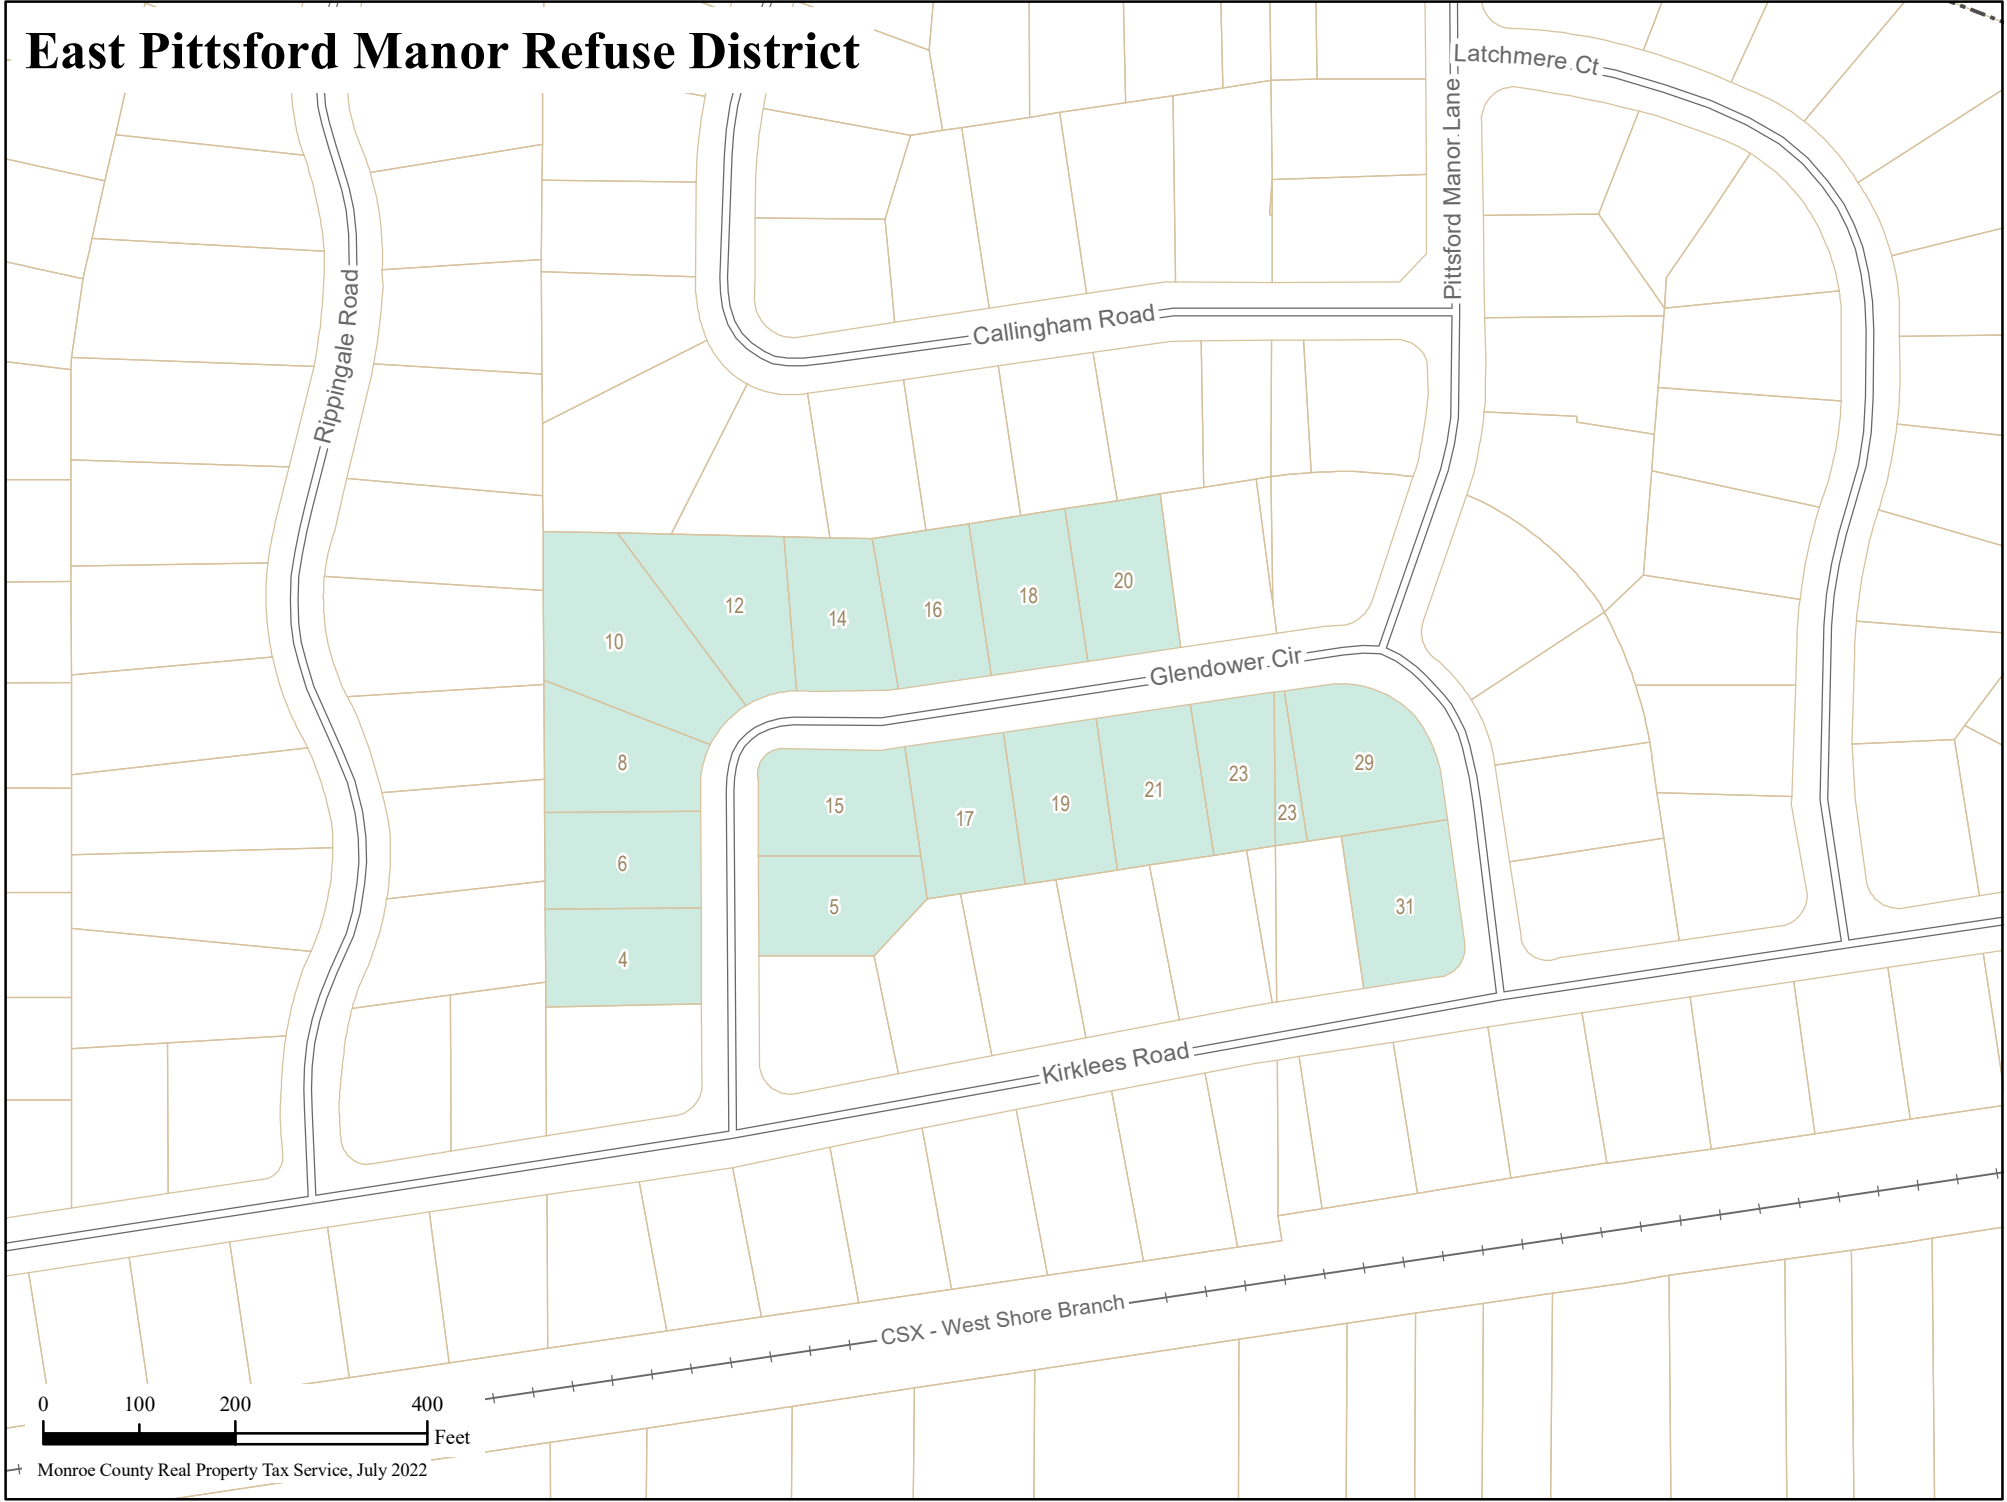 East Pittsford Manor Refuse District
Latchmere Ct
Pittsford Manor Lane
Rippingale Road
Callingham Road
20
18
16
12
14
10
Glendower Cir
8
29
23
21
15
19
23
17
6
5
31
4
Kirklees Road
CSX - West Shore Branch
0 100 200 400
Feet
Monroe County Real Property Tax Service, July 2022